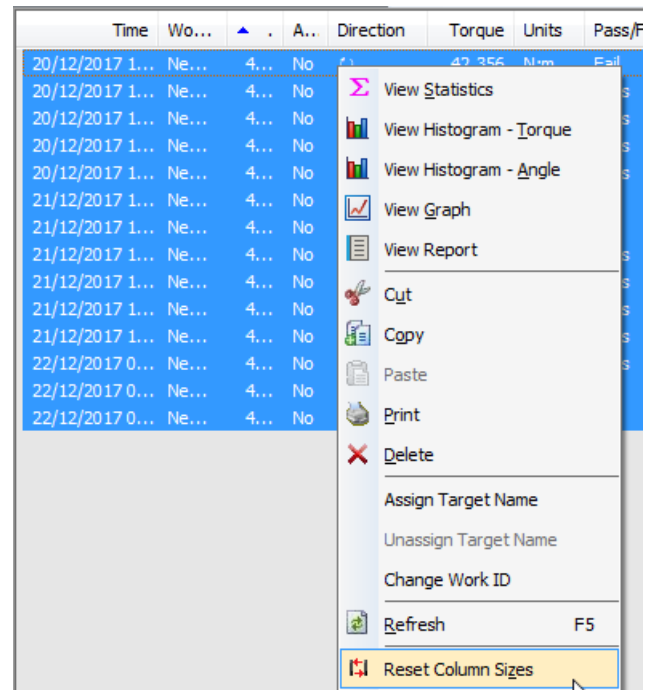 Time Wo... . A... Direction Torque Units Pass/F
20/12/2017 1... Ne... 4... No 42.356 N·m Fail
20/12/2017 1... Ne... 4... No s
20/12/2017 1... Ne... 4... No s
20/12/2017 1... Ne... 4... No s
20/12/2017 1... Ne... 4... No s
21/12/2017 1... Ne... 4... No
21/12/2017 1... Ne... 4... No
21/12/2017 1... Ne... 4... No s
21/12/2017 1... Ne... 4... No s
21/12/2017 1... Ne... 4... No s
21/12/2017 1... Ne... 4... No s
22/12/2017 0... Ne... 4... No s
22/12/2017 0... Ne... 4... No
22/12/2017 0... Ne... 4... No
View Statistics
View Histogram - Torque
View Histogram - Angle
View Graph
View Report
Cut
Copy
Paste
Print
Delete
Assign Target Name
Unassign Target Name
Change Work ID
Refresh F5
Reset Column Sizes